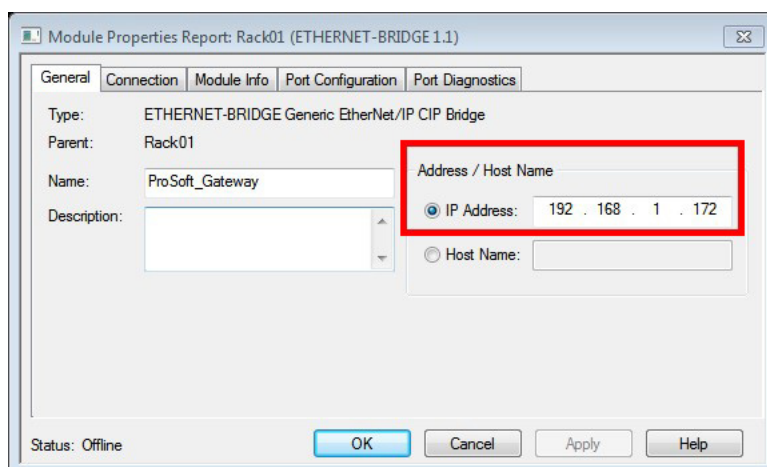 Module Properties Report: Rack01 (ETHERNET-BRIDGE 1.1)
General Connection Module Info Port Configuration Port Diagnostics
Type: ETHERNET-BRIDGE Generic EtherNet/IP CIP Bridge
Parent: Rack01
Name: ProSoft_Gateway
Description:
Address / Host Name
IP Address: 192 . 168 . 1 . 172
Host Name:
Status: Offline
OK Cancel Apply Help